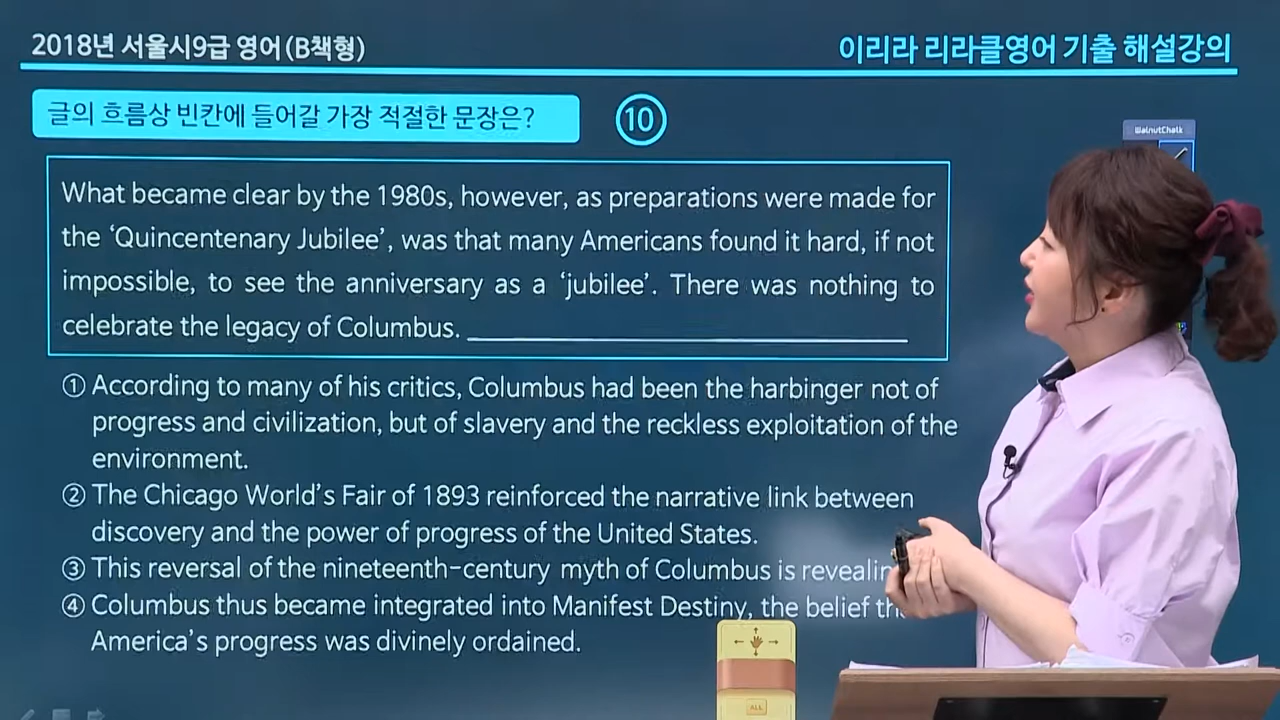 2018년 서울시9급 영어(B책형)
이리라 리라클영어 기출 해설강의
글의 흐름상 빈칸에 들어갈 가장 적절한 문장은?
10
WalnutChalk
What became clear by the 1980s, however, as preparations were made for
the ‘Quincentenary Jubilee’, was that many Americans found it hard, if not
impossible, to see the anniversary as a ‘jubilee’. There was nothing to
celebrate the legacy of Columbus.
① According to many of his critics, Columbus had been the harbinger not of
progress and civilization, but of slavery and the reckless exploitation of the
environment.
② The Chicago World’s Fair of 1893 reinforced the narrative link between
discovery and the power of progress of the United States.
③ This reversal of the nineteenth-century myth of Columbus is
④ Columbus thus became integrated into Manifest Destiny, the belief
America’s progress was divinely ordained.
ALL